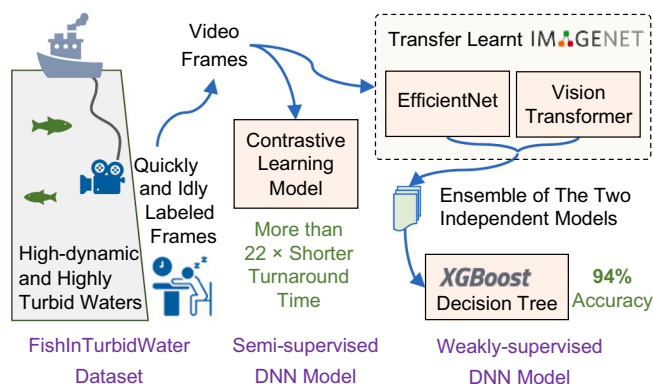 Video
Frames
Transfer Learnt IMAGENET
EfficientNet
Vision
Transformer
Contrastive
Learning
Model
Quickly
and Idly
Labeled
Frames
High-dynamic
and Highly
Turbid Waters
More than
22 × Shorter
Turnaround
Time
Ensemble of The Two
Independent Models
XGBoost
Decision Tree
94%
Accuracy
FishInTurbidWater
Dataset
Semi-supervised
DNN Model
Weakly-supervised
DNN Model